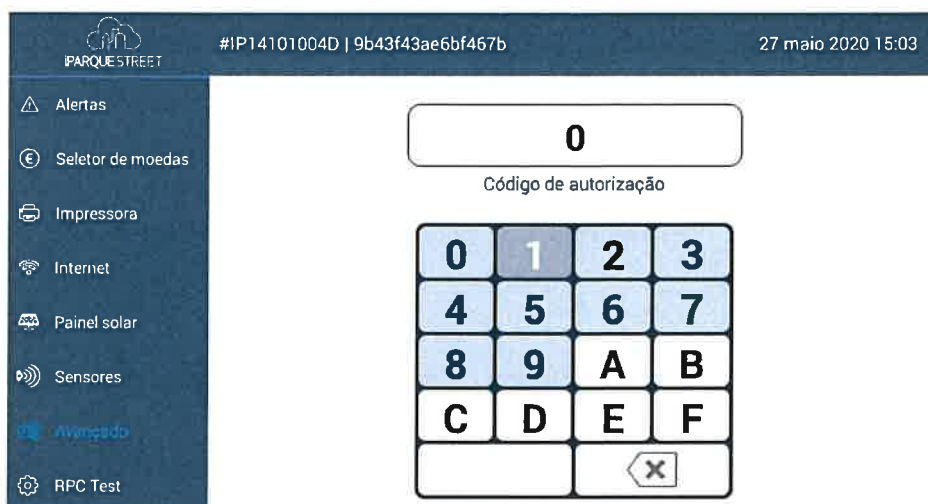 iPARQUESTREET
#IP14101004D | 9b43f43ae6bf467b
27 maio 2020 15:03
Alertas
Seletor de moedas
Impressora
Internet
Painel solar
Sensores
Avançado
RPC Test
0
Código de autorização
0 1 2 3
4 5 6 7
8 9 A B
C D E F